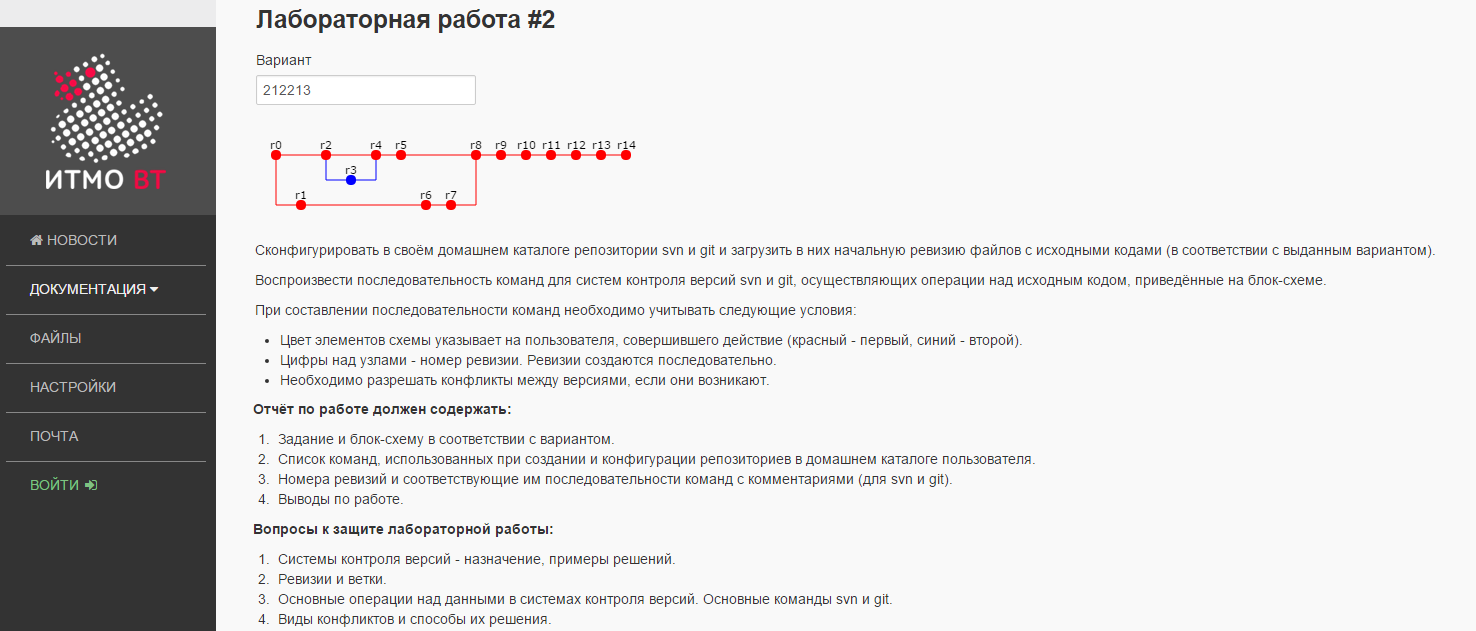 Лабораторная работа #2
Вариант
212213
r0 r2 r4 r5 r8 r9 r10 r11 r12 r13 r14
r3
r1 r6 r7
ИТМО ВТ
НОВОСТИ
ДОКУМЕНТАЦИЯ
ФАЙЛЫ
НАСТРОЙКИ
ПОЧТА
ВОЙТИ
Сконфигурировать в своём домашнем каталоге репозитории svn и git и загрузить в них начальную ревизию файлов с исходными кодами (в соответствии с выданным вариантом).
Воспроизвести последовательность команд для систем контроля версий svn и git, осуществляющих операции над исходным кодом, приведённые на блок-схеме.
При составлении последовательности команд необходимо учитывать следующие условия:
• Цвет элементов схемы указывает на пользователя, совершившего действие (красный - первый, синий - второй).
• Цифры над узлами - номер ревизии. Ревизии создаются последовательно.
• Необходимо разрешать конфликты между версиями, если они возникают.
Отчёт по работе должен содержать:
1. Задание и блок-схему в соответствии с вариантом.
2. Список команд, использованных при создании и конфигурации репозиториев в домашнем каталоге пользователя.
3. Номера ревизий и соответствующие им последовательности команд с комментариями (для svn и git).
4. Выводы по работе.
Вопросы к защите лабораторной работы:
1. Системы контроля версий - назначение, примеры решений.
2. Ревизии и ветки.
3. Основные операции над данными в системах контроля версий. Основные команды svn и git.
4. Виды конфликтов и способы их решения.